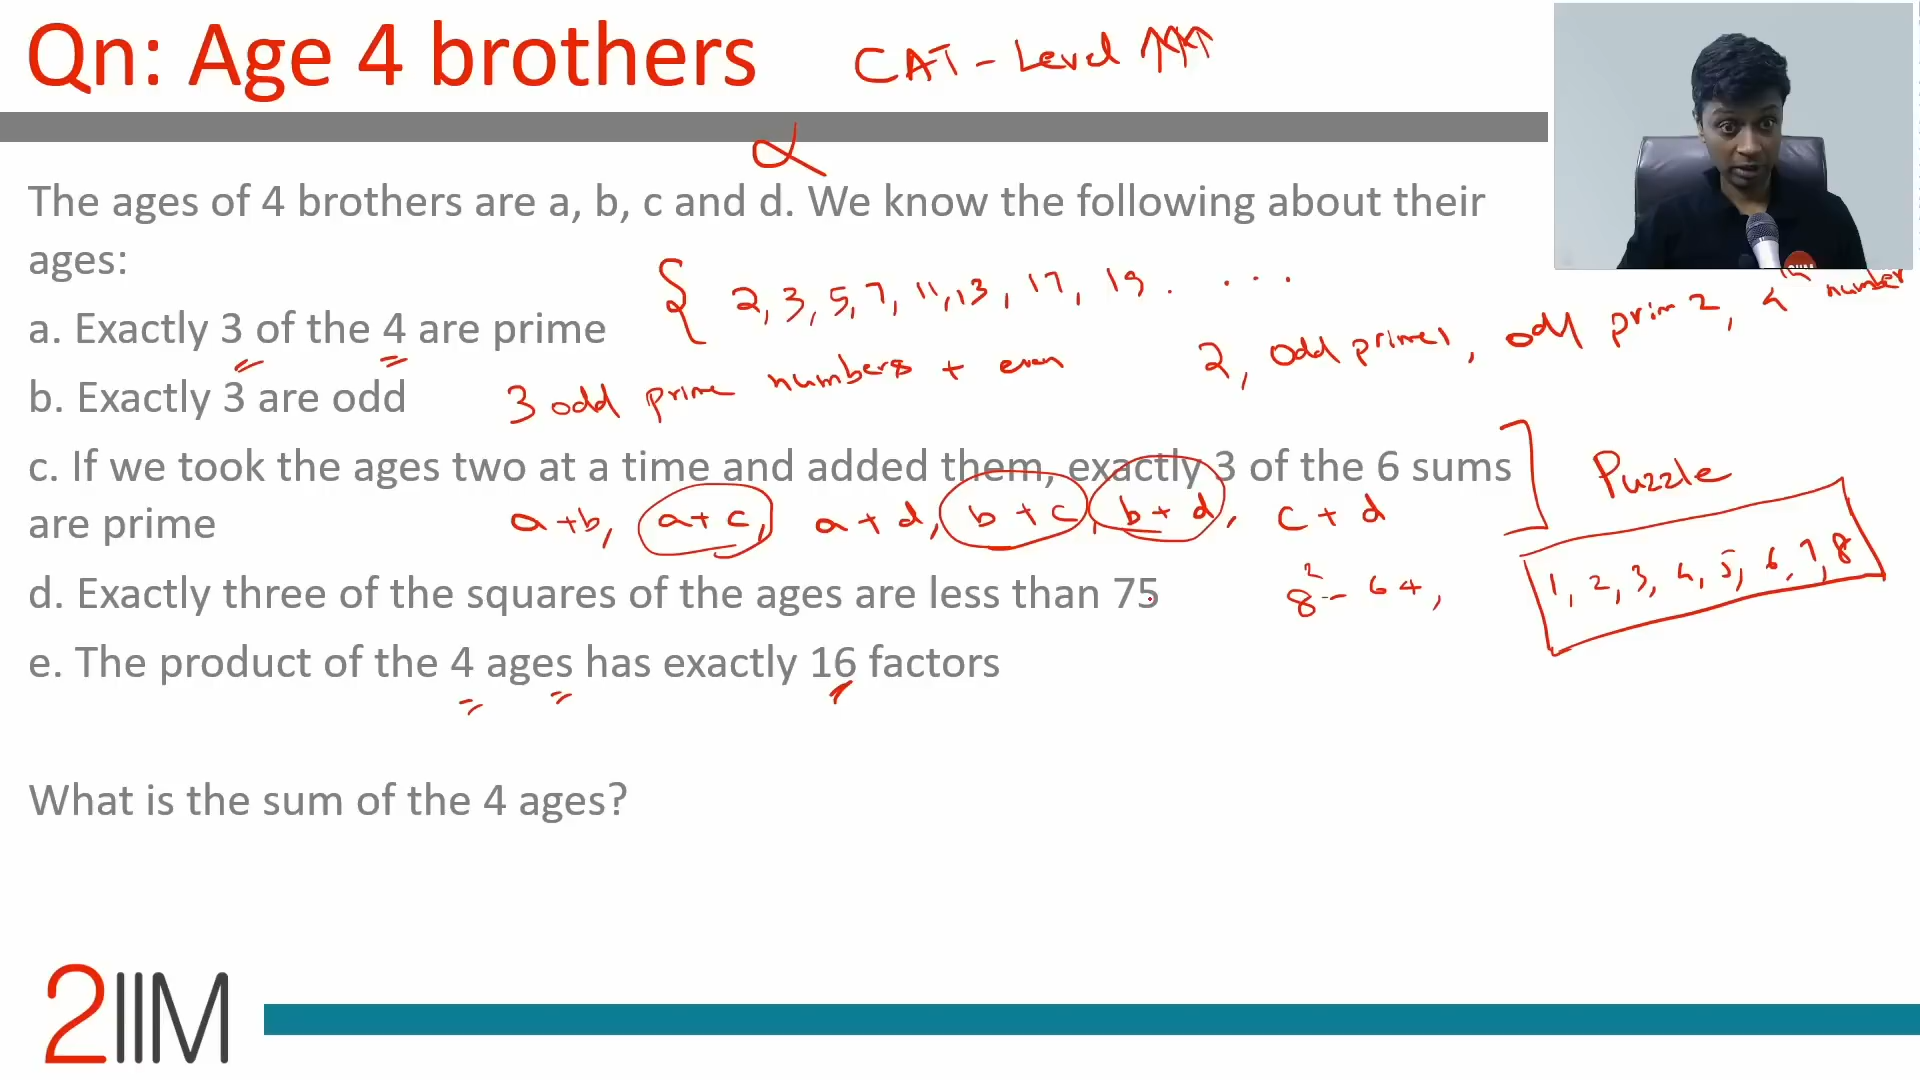 Qn: Age 4 brothers
CAT - Level ↑↑↑
α
The ages of 4 brothers are a, b, c and d. We know the following about their
ages:
{ 2, 3, 5, 7, 11, 13, 17, 19. ...
a. Exactly 3 of the 4 are prime
2, odd prime1, odd prim 2, 4th number
b. Exactly 3 are odd
3 odd prime numbers + even
c. If we took the ages two at a time and added them, exactly 3 of the 6 sums
are prime
Puzzle
a+b, a+c, a+d, b+c, b+d, c+d
d. Exactly three of the squares of the ages are less than 75
8² - 64,
1, 2, 3, 4, 5, 6, 7, 8
e. The product of the 4 ages has exactly 16 factors
What is the sum of the 4 ages?
2IIM